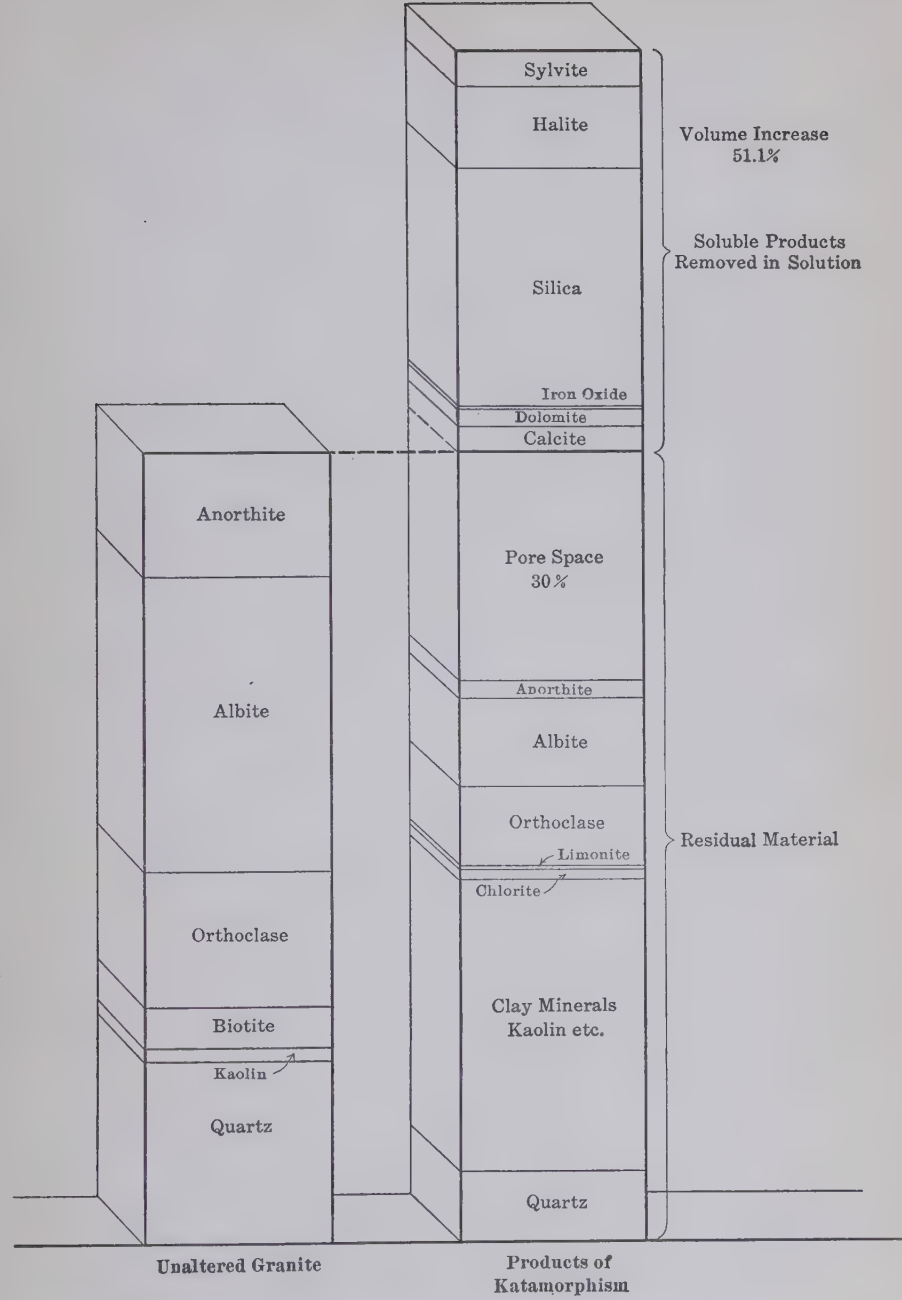 Sylvite
Halite
Volume Increase
51.1%
Soluble Products
Removed in Solution
Silica
Iron Oxide
Dolomite
Calcite
Anorthite
Pore Space
30%
Anorthite
Albite
Albite
Orthoclase
Residual Material
Limonite
Chlorite
Orthoclase
Clay Minerals
Kaolin etc.
Biotite
Kaolin
Quartz
Quartz
Unaltered Granite
Products of
Katamorphism